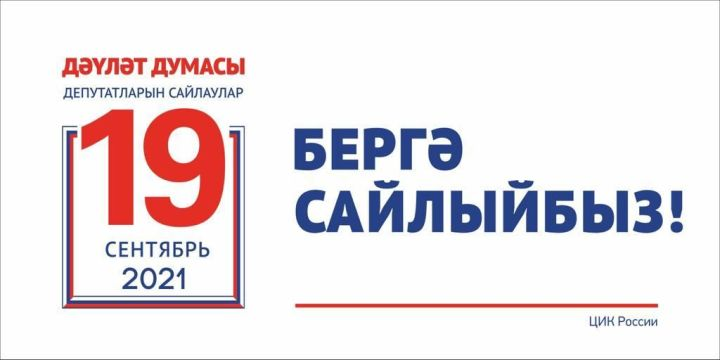 ДӘҮЛӘТ ДУМАСЫ
ДЕПУТАТЛАРЫН САЙЛАУЛАР
19
СЕНТЯБРЬ
2021
БЕРГӘ
САЙЛЫЙБЫЗ!
ЦИК России